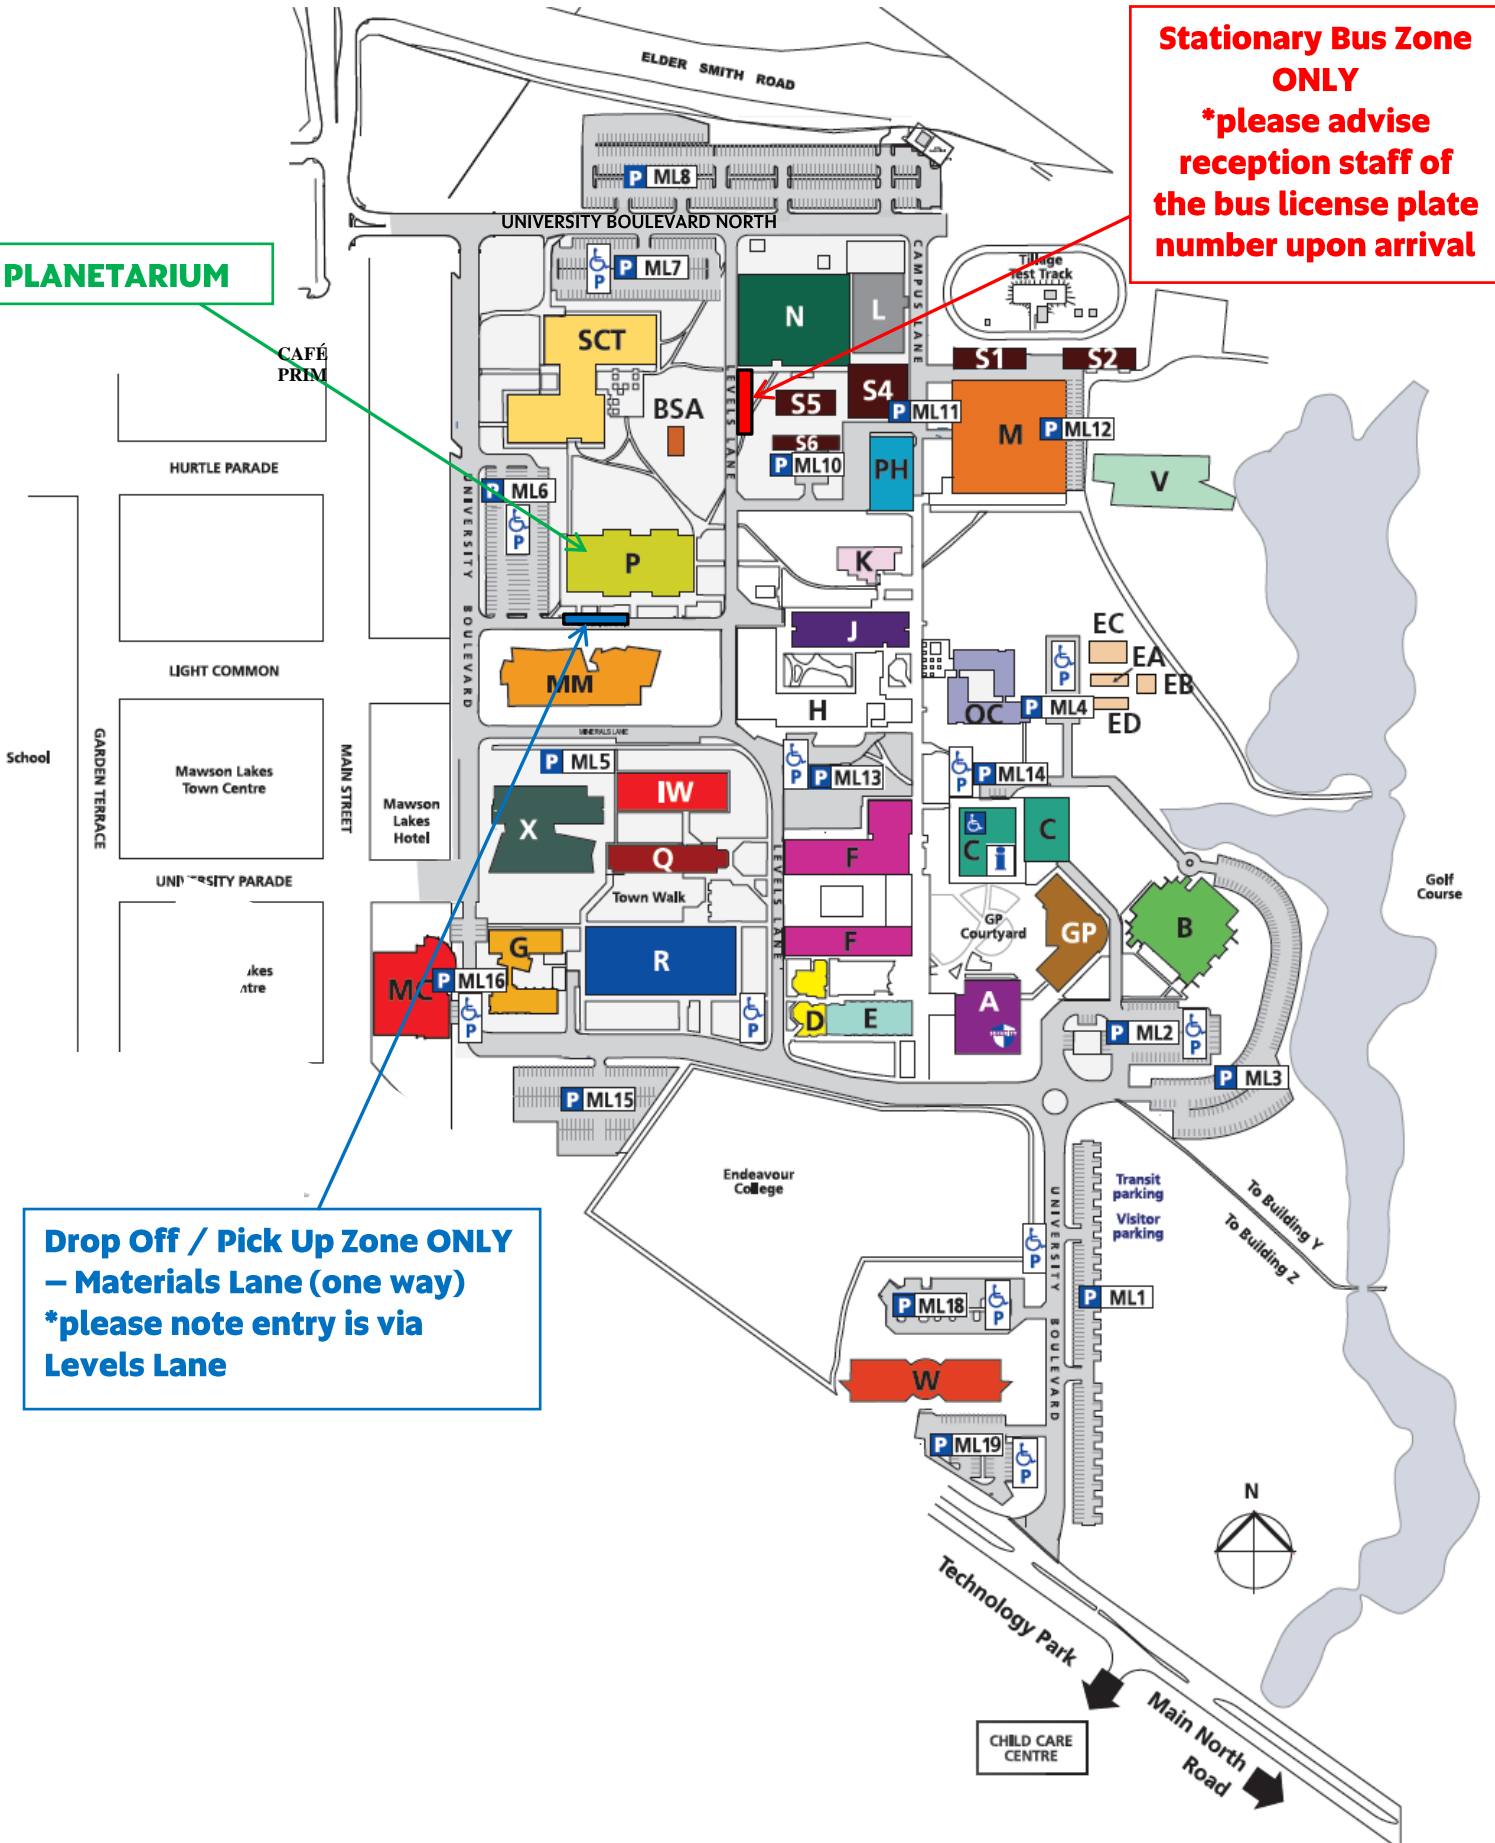 Stationary Bus Zone
ONLY
*please advise
reception staff of
the bus license plate
number upon arrival
ELDER SMITH ROAD
P ML8
UNIVERSITY BOULEVARD NORTH
PLANETARIUM
P
P ML7
CAMPUS LANE
Tillage
Test Track
N
L
SCT
CAFÉ
PRIM
S1
S2
LEVELS LANE
S4
S5
BSA
P ML11
M
P ML12
S6
P ML10
PH
V
HURTLE PARADE
UNIVERSITY BOULEVARD
P ML6
P
P
K
J
EC
EA
EB
ED
P
LIGHT COMMON
MM
H
OC
P ML4
MINERALS LANE
School
GARDEN TERRACE
Mawson Lakes
Town Centre
MAIN STREET
Mawson
Lakes
Hotel
P ML5
IW
P
P ML13
P
P ML14
X
Q
LEVELS LANE
F
C
C
i
UNIVERSITY PARADE
Town Walk
GP
Courtyard
GP
B
Golf
Course
G
R
F
MC
P ML16
P
P
D
E
A
P ML2
P
P ML3
P ML15
Endeavour
College
Transit
parking
Visitor
parking
To Building Y
To Building Z
UNIVERSITY BOULEVARD
P
Drop Off / Pick Up Zone ONLY
– Materials Lane (one way)
*please note entry is via
Levels Lane
P ML18
P
P ML1
W
P ML19
P
N
Technology Park
Main North
Road
CHILD CARE
CENTRE